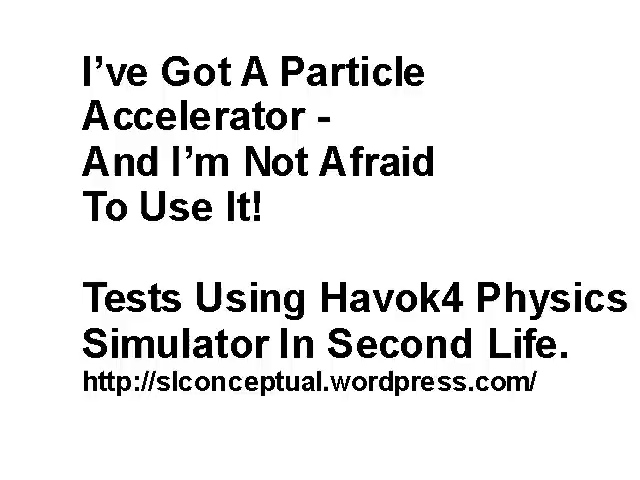 I’ve Got A Particle
Accelerator -
And I’m Not Afraid
To Use It!
Tests Using Havok4 Physics
Simulator In Second Life.
http://slconceptual.wordpress.com/